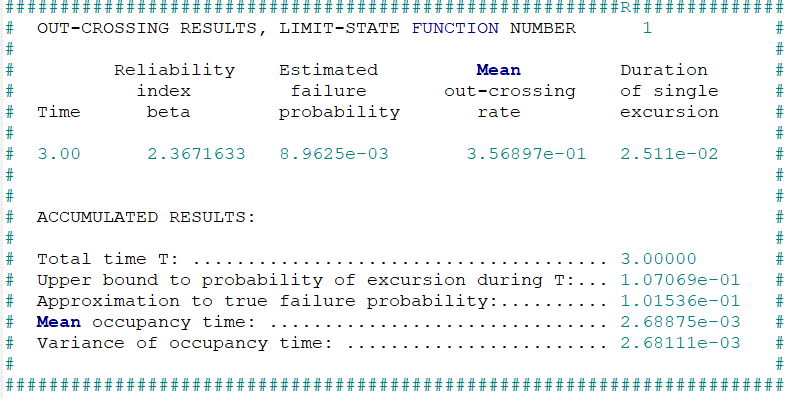 #########################################################R##############
# OUT-CROSSING RESULTS, LIMIT-STATE FUNCTION NUMBER 1 #
# #
# Reliability Estimated Mean Duration #
# index failure out-crossing of single #
# Time beta probability rate excursion #
# #
# 3.00 2.3671633 8.9625e-03 3.56897e-01 2.511e-02 #
# #
# #
# ACCUMULATED RESULTS: #
# #
# Total time T: ...................................... 3.00000 #
# Upper bound to probability of excursion during T:... 1.07069e-01 #
# Approximation to true failure probability:.......... 1.01536e-01 #
# Mean occupancy time: ............................... 2.68875e-03 #
# Variance of occupancy time: ........................ 2.68111e-03 #
# #
########################################################################